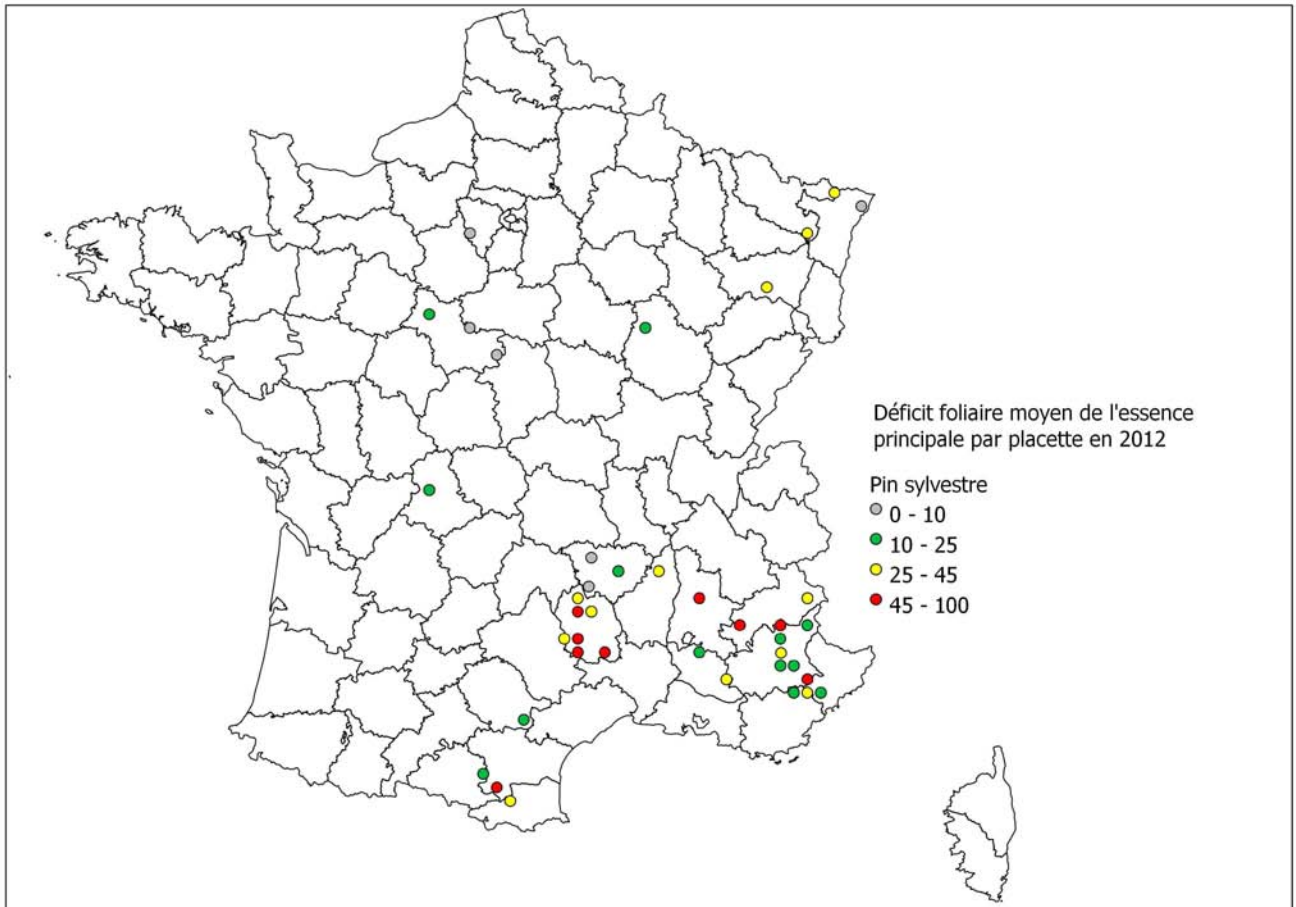 Déficit foliaire moyen de l'essence
principale par placette en 2012
Pin sylvestre
0 - 10
10 - 25
25 - 45
45 - 100